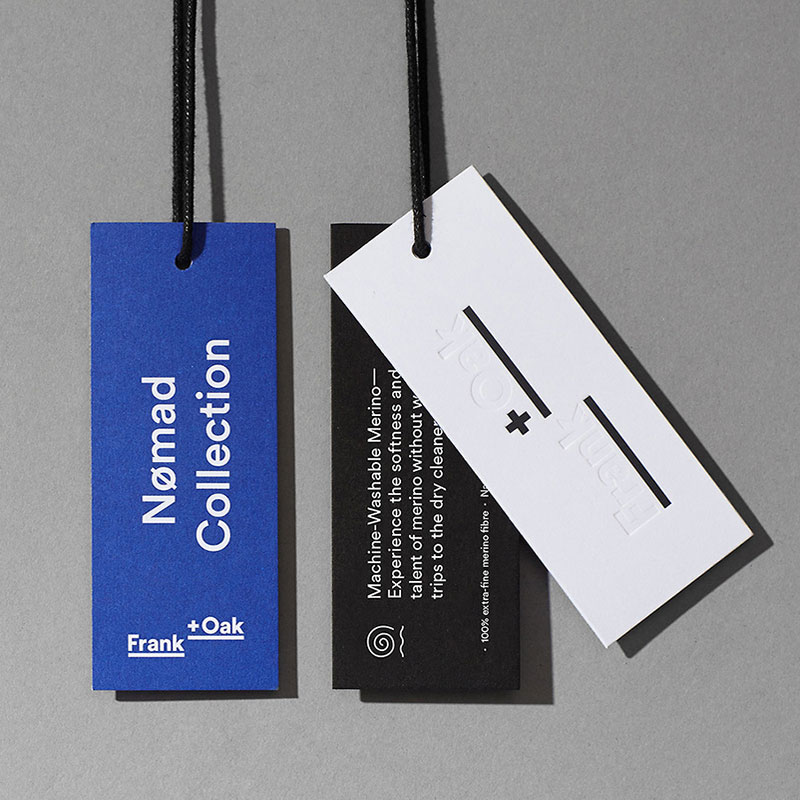 Nømad
Collection
Frank + Oak
Machine-Washable Merino—
Experience the softness and
talent of merino without
trips to the dry cleaner
· 100% extra-fine merino fibre ·
Frank
+ Oak